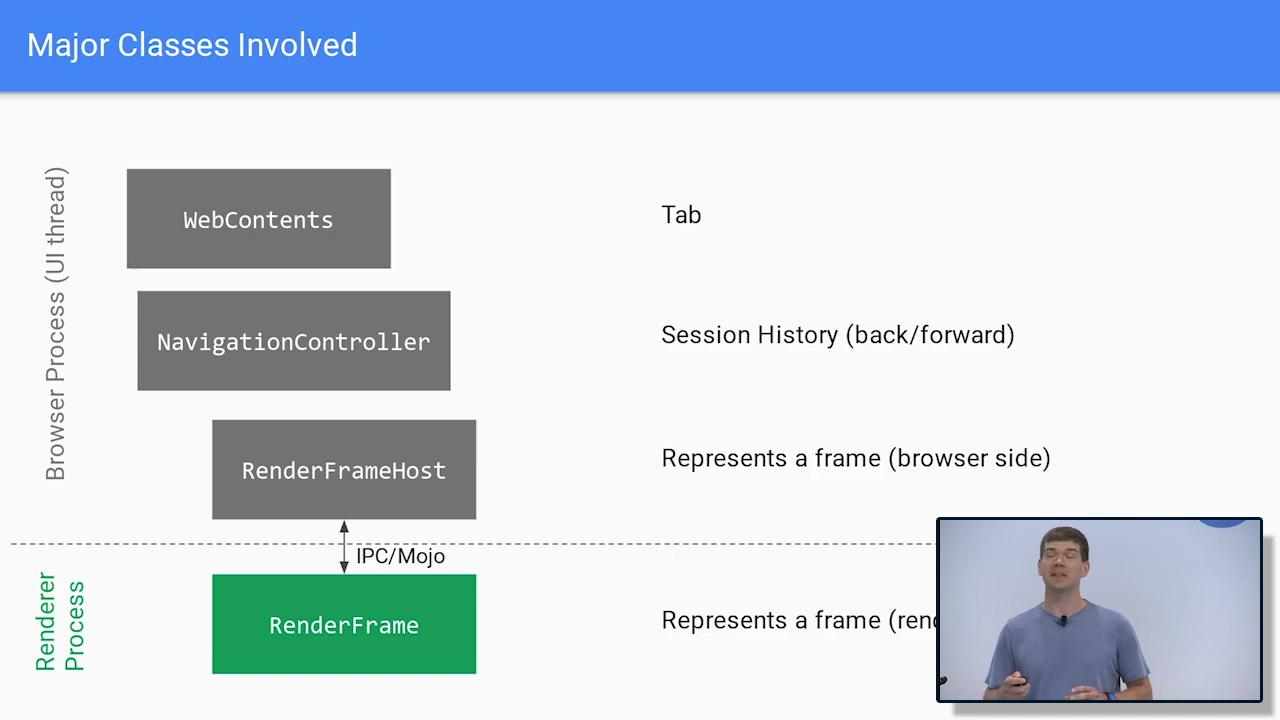 Major Classes Involved
Browser Process (UI thread)
WebContents
Tab
NavigationController
Session History (back/forward)
RenderFrameHost
Represents a frame (browser side)
IPC/Mojo
Renderer
Process
RenderFrame
Represents a frame